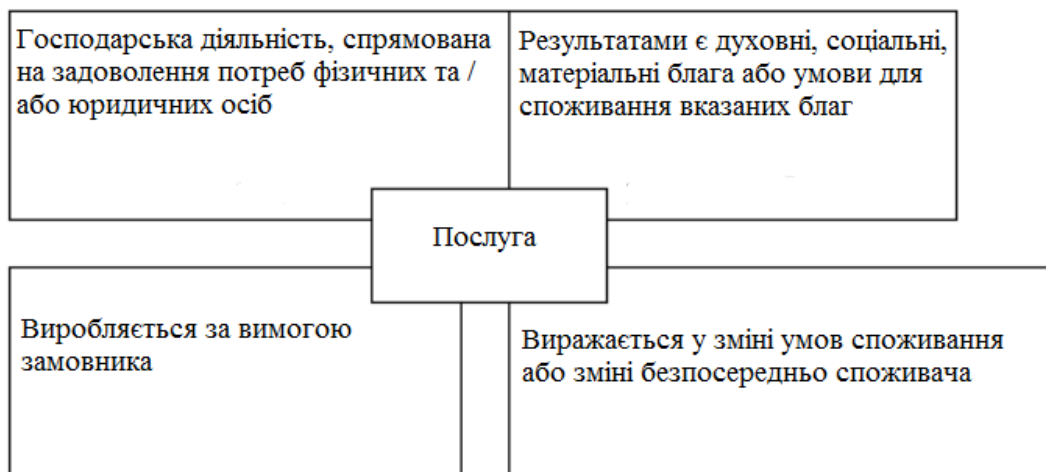 Господарська діяльність, спрямована
на задоволення потреб фізичних та /
або юридичних осіб
Результатами є духовні, соціальні,
матеріальні блага або умови для
споживання вказаних благ
Послуга
Виробляється за вимогою
замовника
Виражається у зміні умов споживання
або зміні безпосередньо споживача